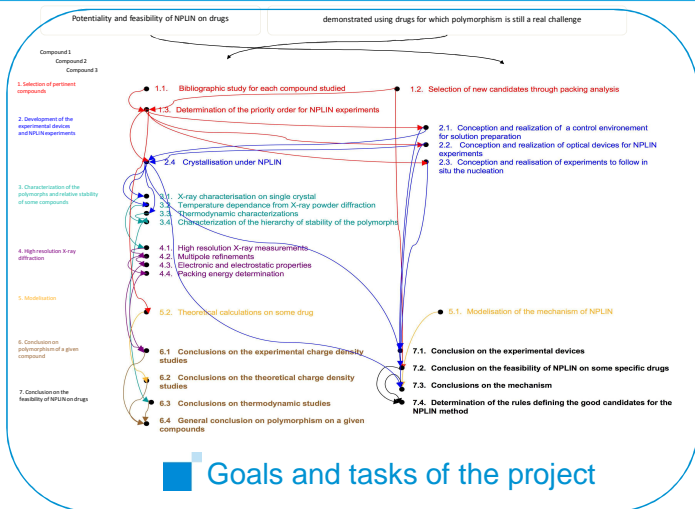 Potentiality and feasibility of NPLIN on drugs
demonstrated using drugs for which polymorphism is still a real challenge
Compound 1
Compound 2
Compound 3
1. Selection of pertinent
compounds
1.1. Bibliographic study for each compound studied
1.2. Selection of new candidates through packing analysis
1.3. Determination of the priority order for NPLIN experiments
2. Development of the
experimental devices
and NPLIN experiments
2.1. Conception and realization of a control environement
for solution preparation
2.2. Conception and realization of optical devices for NPLIN
experiments
2.3. Conception and realisation of experiments to follow in
situ the nucleation
2.4 Crystallisation under NPLIN
3. Characterization of the
polymorphs and relative stability
of some compounds
3.1. X-ray characterisation on single crystal
3.2. Temperature dependance from X-ray powder diffraction
3.3. Thermodynamic characterizations
3.4. Characterization of the hierarchy of stability of the polymorphs
4. High resolution X-ray
diffraction
4.1. High resolution X-ray measurements
4.2. Multipole refinements
4.3. Electronic and electrostatic properties
4.4. Packing energy determination
5. Modelisation
5.2. Theoretical calculations on some drug
5.1. Modelisation of the mechanism of NPLIN
6. Conclusion on
polymorphism of a given
compound
6.1 Conclusions on the experimental charge density
studies
6.2 Conclusions on the theoretical charge density
studies
6.3 Conclusions on thermodynamic studies
6.4 General conclusion on polymorphism on a given
compounds
7. Conclusion on the
feasibility of NPLIN on drugs
7.1. Conclusion on the experimental devices
7.2. Conclusion on the feasibility of NPLIN on some specific drugs
7.3. Conclusions on the mechanism
7.4. Determination of the rules defining the good candidates for the
NPLIN method
Goals and tasks of the project